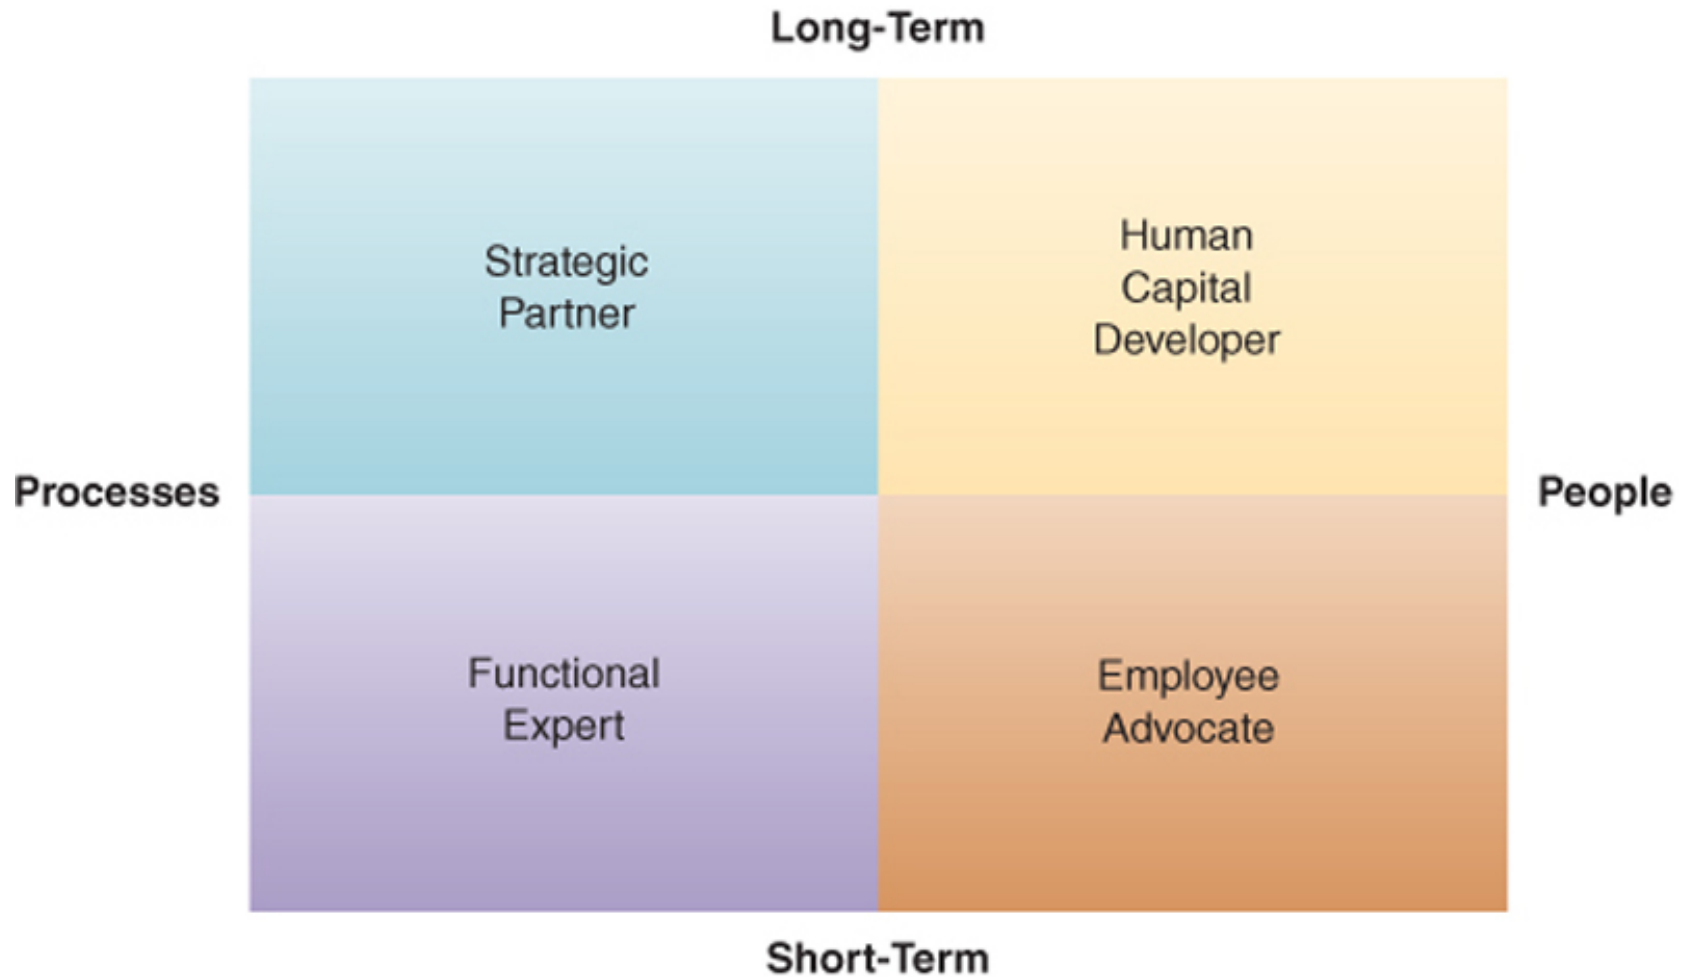 Long-Term
Strategic
Partner
Human
Capital
Developer
Processes
People
Functional
Expert
Employee
Advocate
Short-Term